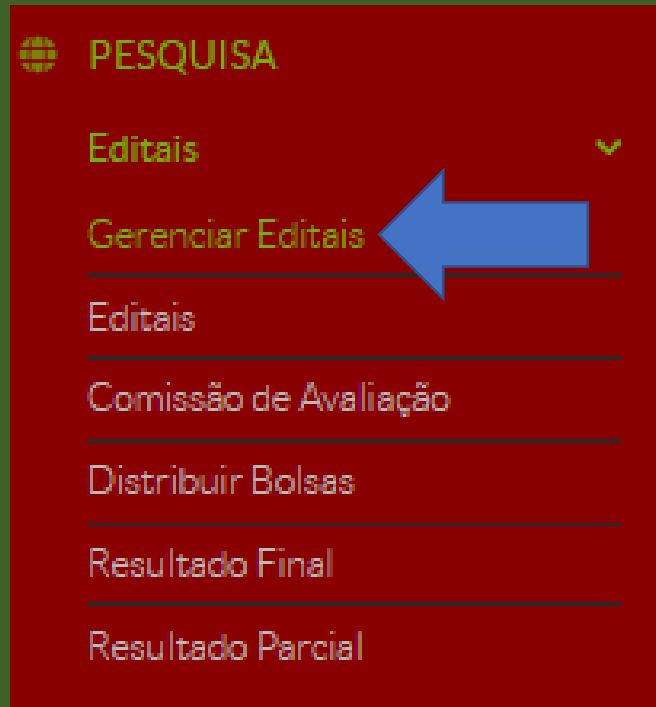 PESQUISA
Editais
Gerenciar Editais
Editais
Comissão de Avaliação
Distribuir Bolsas
Resultado Final
Resultado Parcial